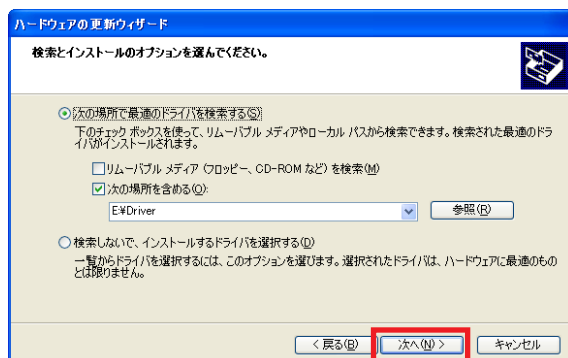 ハードウェアの更新ウィザード
検索とインストールのオプションを選んでください。
次の場所で最適のドライバを検索する(S)
下のチェック ボックスを使って、リムーバブル メディアやローカル パスから検索できます。検索された最適のドラ
イバがインストールされます。
リムーバブル メディア (フロッピー、CD-ROM など) を検索(M)
次の場所を含める(O):
E:¥Driver
参照(R)
検索しないで、インストールするドライバを選択する(D)
一覧からドライバを選択するには、このオプションを選びます。選択されたドライバは、ハードウェアに最適のもの
とは限りません。
< 戻る(B) 次へ(N) > キャンセル